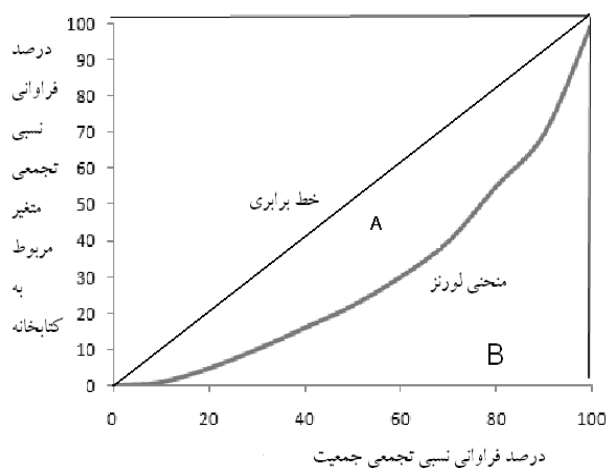 درصد
فراوانی
نسبی
تجمعی
متغیر
مربوط
به
کتابخانه
100
90
80
70
60
50
40
30
20
10
0
خط برابری
A
منحنی لورنز
B
0 20 40 60 80 100
درصد فراوانی نسبی تجمعی جمعیت